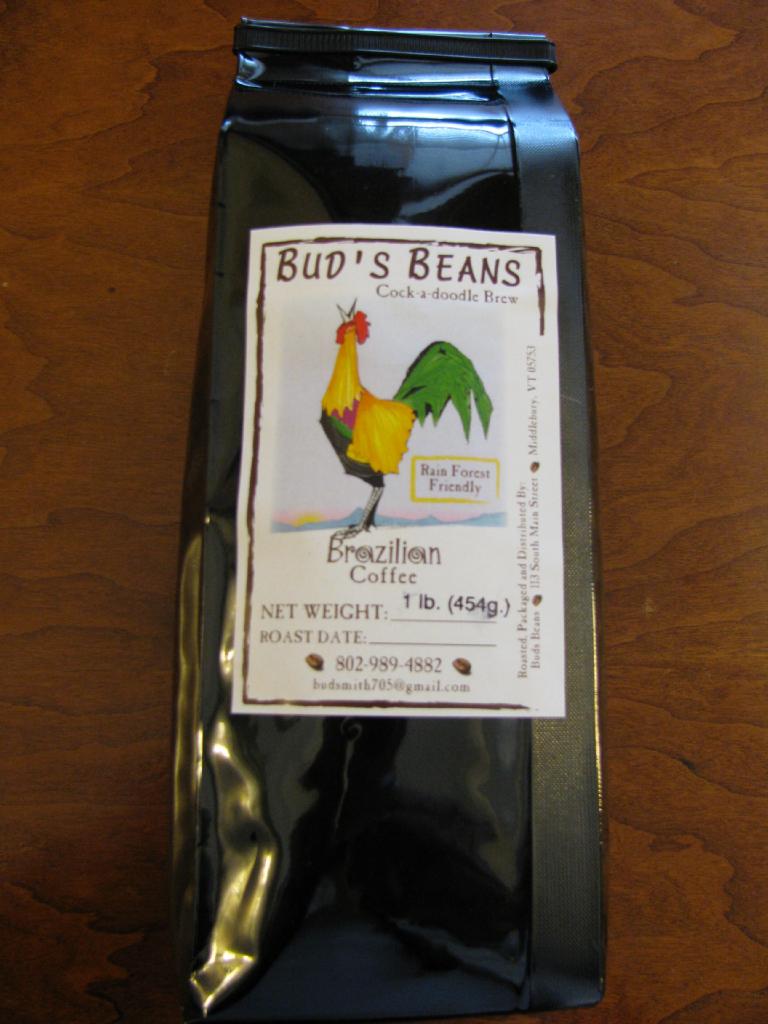 BUD'S BEANS
Cock-a-doodle Brew
Rain Forest
Friendly
Brazilian
Coffee
NET WEIGHT: 1 lb. (454g.)
ROAST DATE:
802-989-4882
budsmith705@gmail.com
Roasted, Packaged and Distributed By:
Buds Beans 113 South Main Street Middlebury, VT 05753